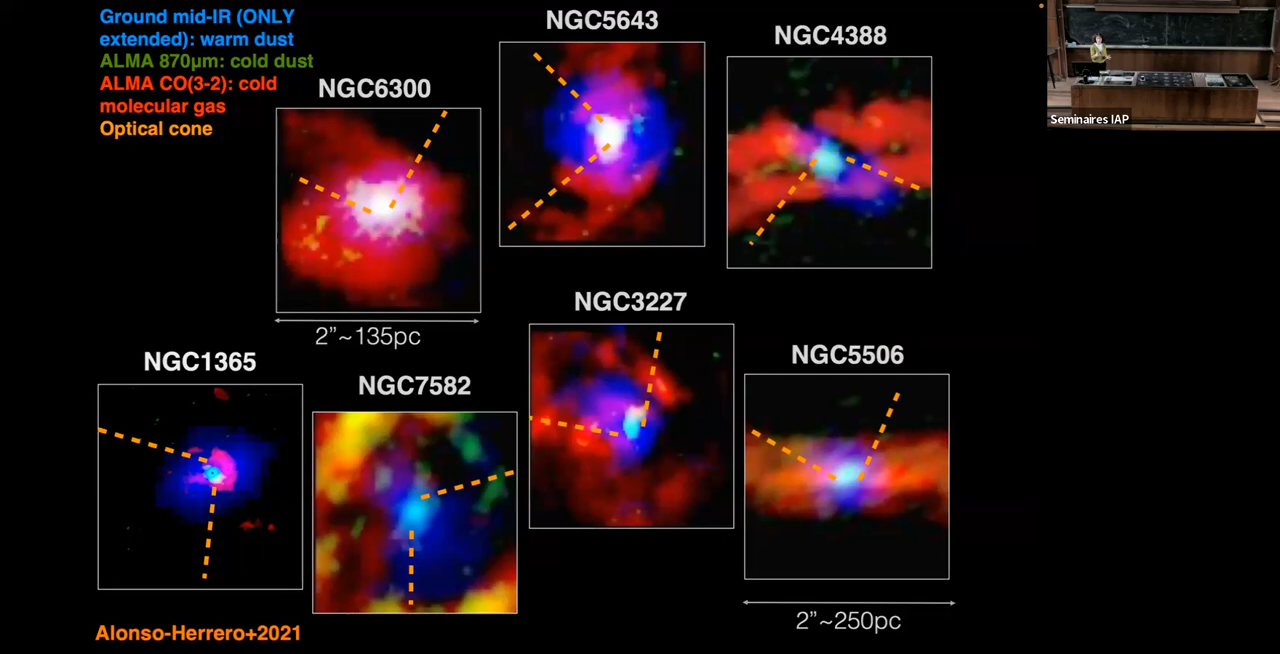 Ground mid-IR (ONLY
extended): warm dust
ALMA 870μm: cold dust
ALMA CO(3-2): cold
molecular gas
Optical cone
NGC6300
NGC5643
NGC4388
Seminaires IAP
2”~135pc
NGC1365
NGC7582
NGC3227
NGC5506
2”~250pc
Alonso-Herrero+2021